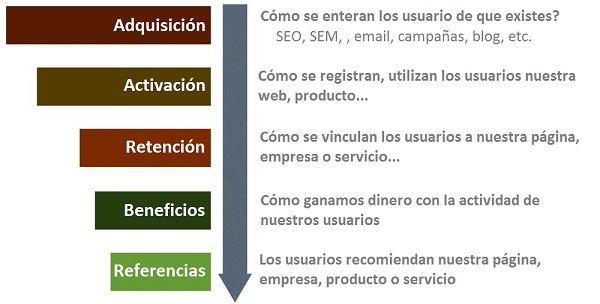 Adquisición
Cómo se enteran los usuario de que existes?
SEO, SEM, , email, campañas, blog, etc.
Activación
Cómo se registran, utilizan los usuarios nuestra
web, producto...
Retención
Cómo se vinculan los usuarios a nuestra página,
empresa o servicio...
Beneficios
Cómo ganamos dinero con la actividad de
nuestros usuarios
Referencias
Los usuarios recomiendan nuestra página,
empresa, producto o servicio